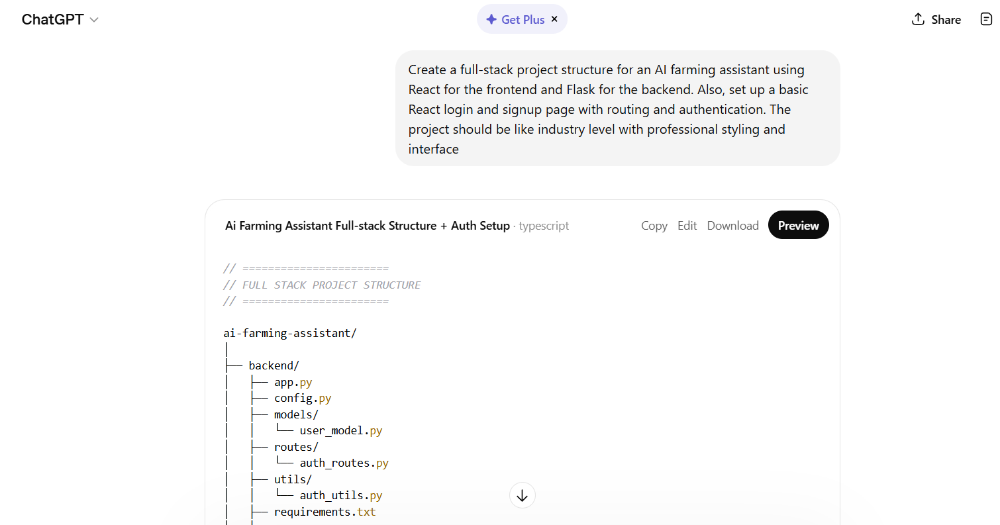 ChatGPT
Get Plus ×
Share
Create a full-stack project structure for an AI farming assistant using
React for the frontend and Flask for the backend. Also, set up a basic
React login and signup page with routing and authentication. The
project should be like industry level with professional styling and
interface
Ai Farming Assistant Full-stack Structure + Auth Setup · typescript
Copy Edit Download Preview
// =======================
// FULL STACK PROJECT STRUCTURE
// =======================
ai-farming-assistant/
│
├── backend/
│   ├── app.py
│   ├── config.py
│   ├── models/
│   │   └── user_model.py
│   ├── routes/
│   │   └── auth_routes.py
│   ├── utils/
│   │   └── auth_utils.py
│   ├── requirements.txt